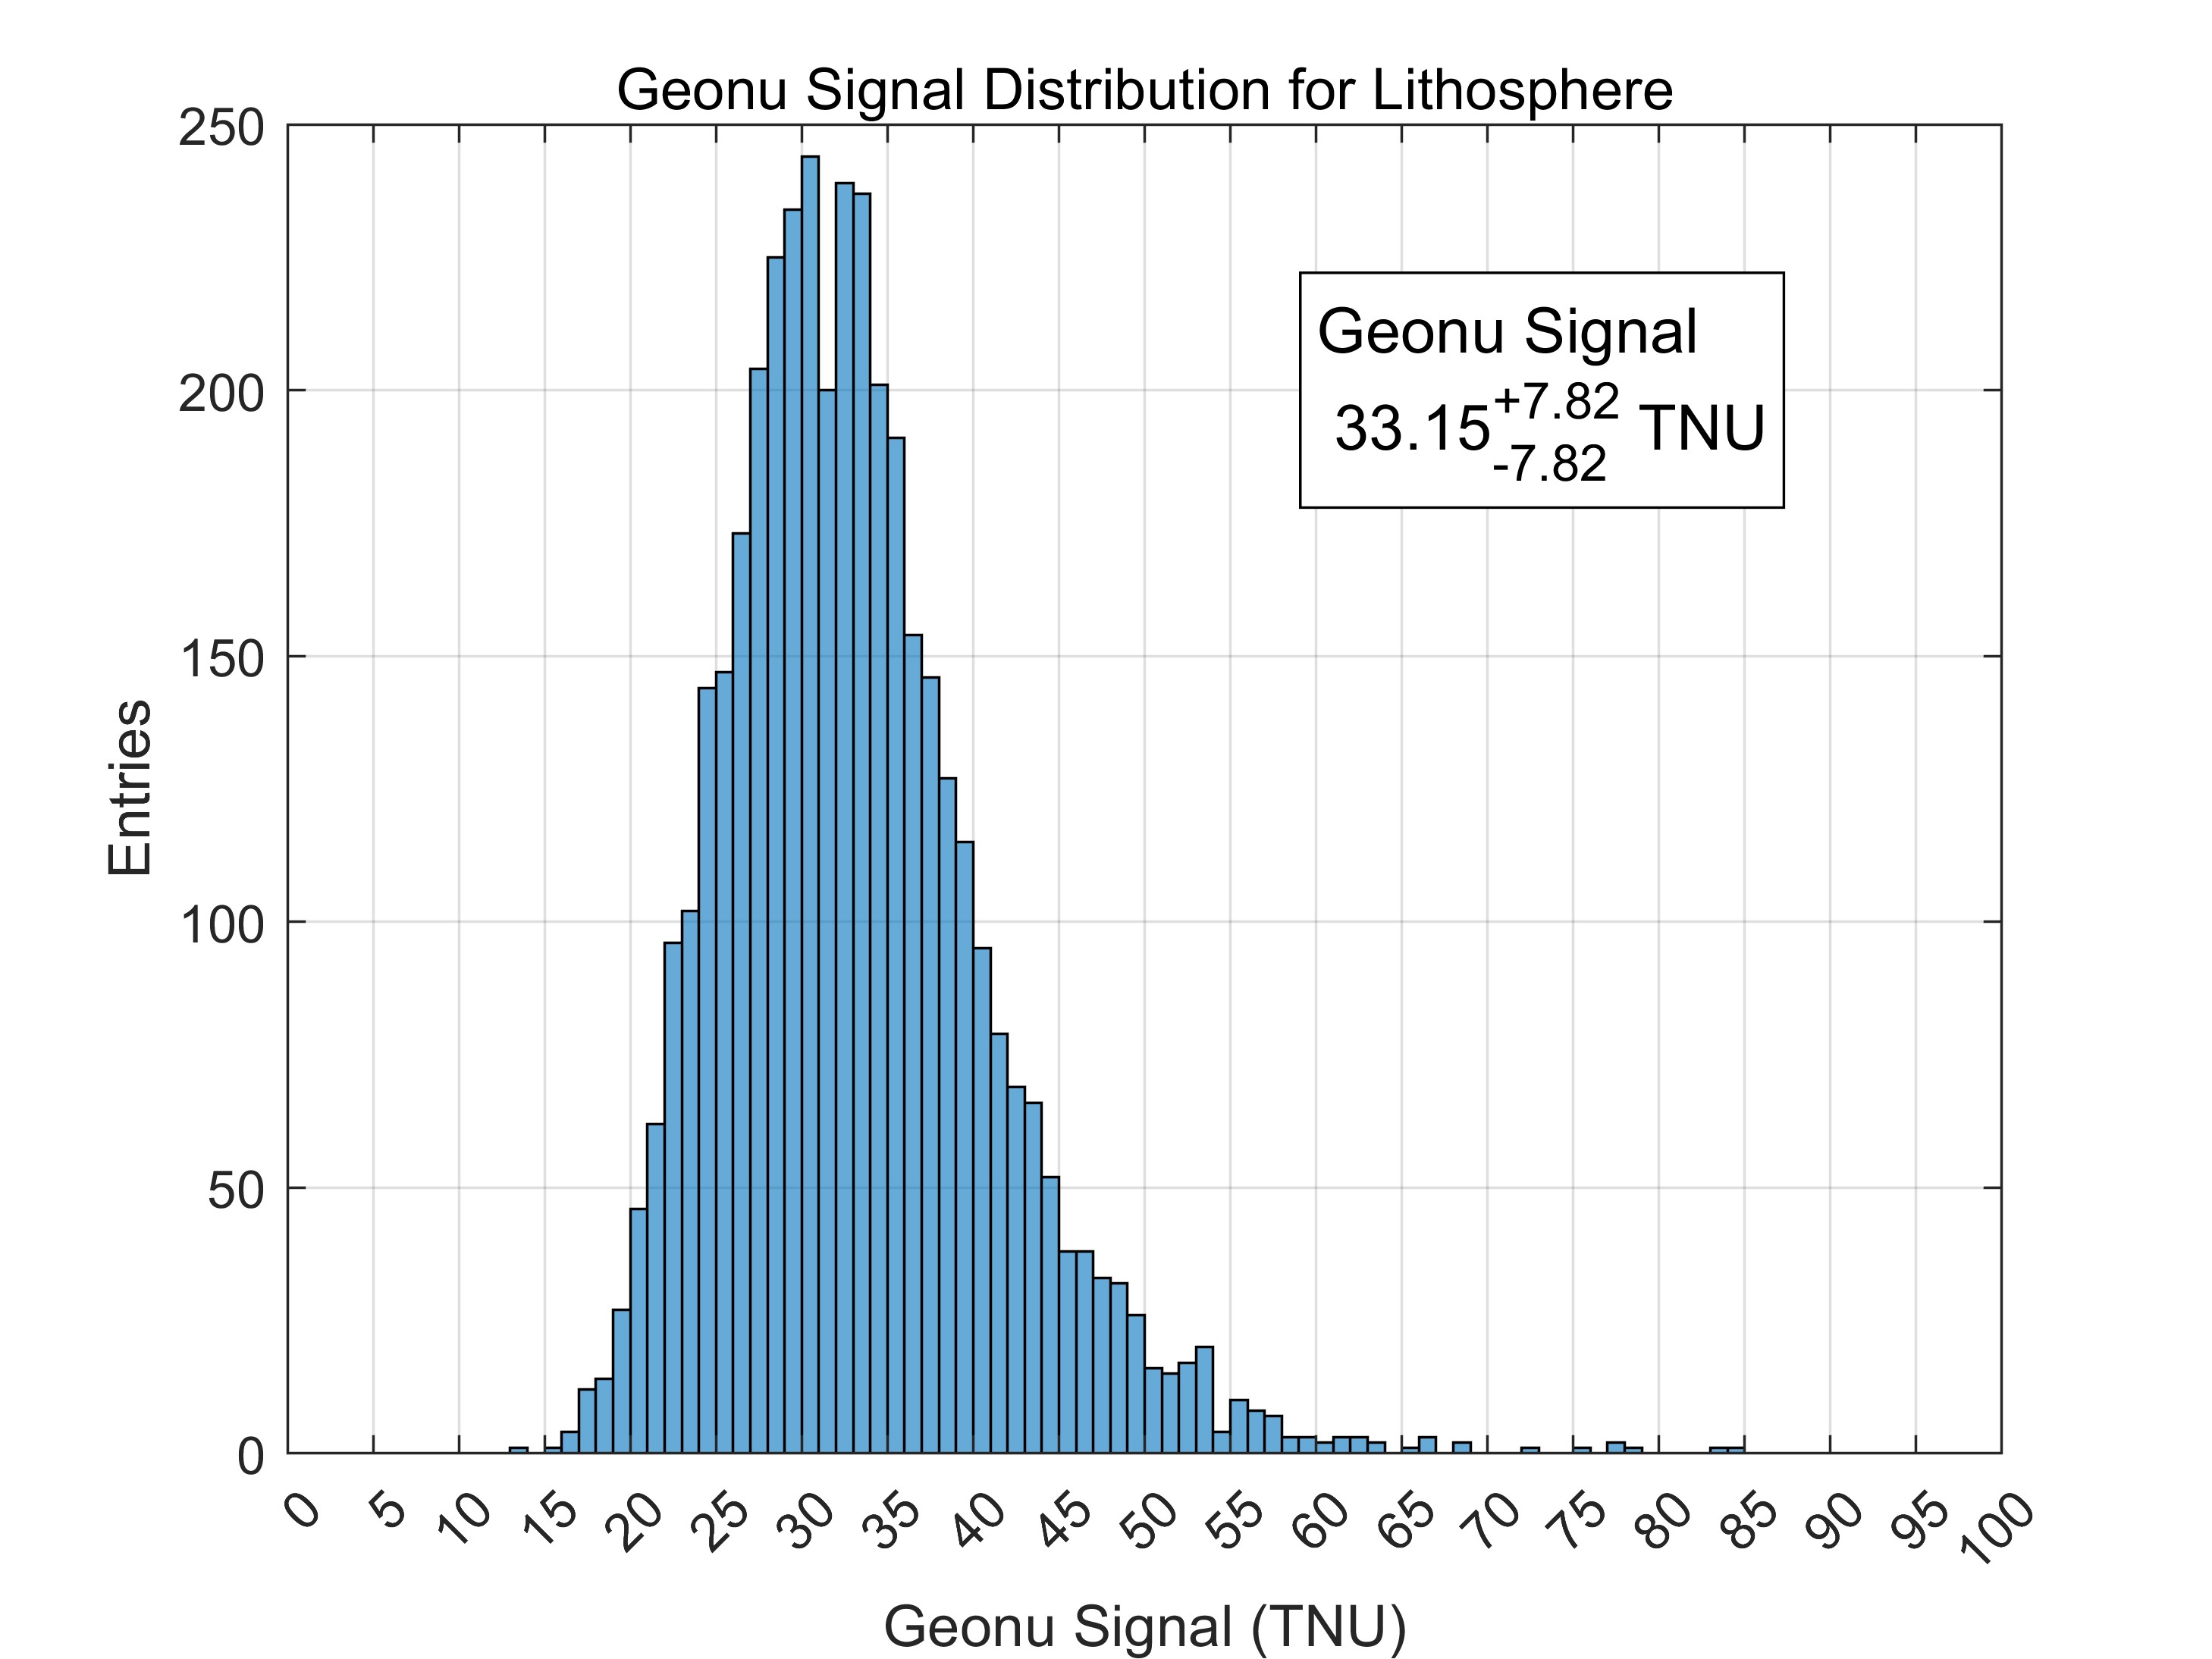 Geonu Signal Distribution for Lithosphere
250
200
150
100
50
0
Entries
Geonu Signal
33.15+7.82 -7.82 TNU
0 5 10 15 20 25 30 35 40 45 50 55 60 65 70 75 80 85 90 95 100
Geonu Signal (TNU)